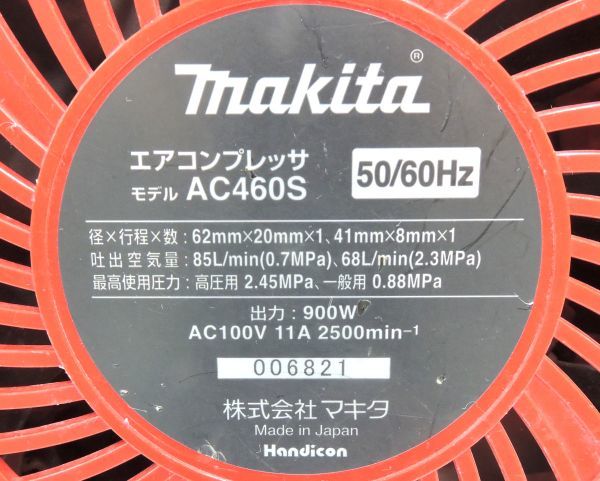 makita®
エアコンプレッサ
モデル AC460S 50/60Hz
径×行程×数：62mm×20mm×1、41mm×8mm×1
吐出空気量：85L/min(0.7MPa)、68L/min(2.3MPa)
最高使用圧力：高圧用 2.45MPa、一般用 0.88MPa
出力：900W
AC100V 11A 2500min⁻¹
006821
株式会社 マキタ
Made in Japan
Handicon